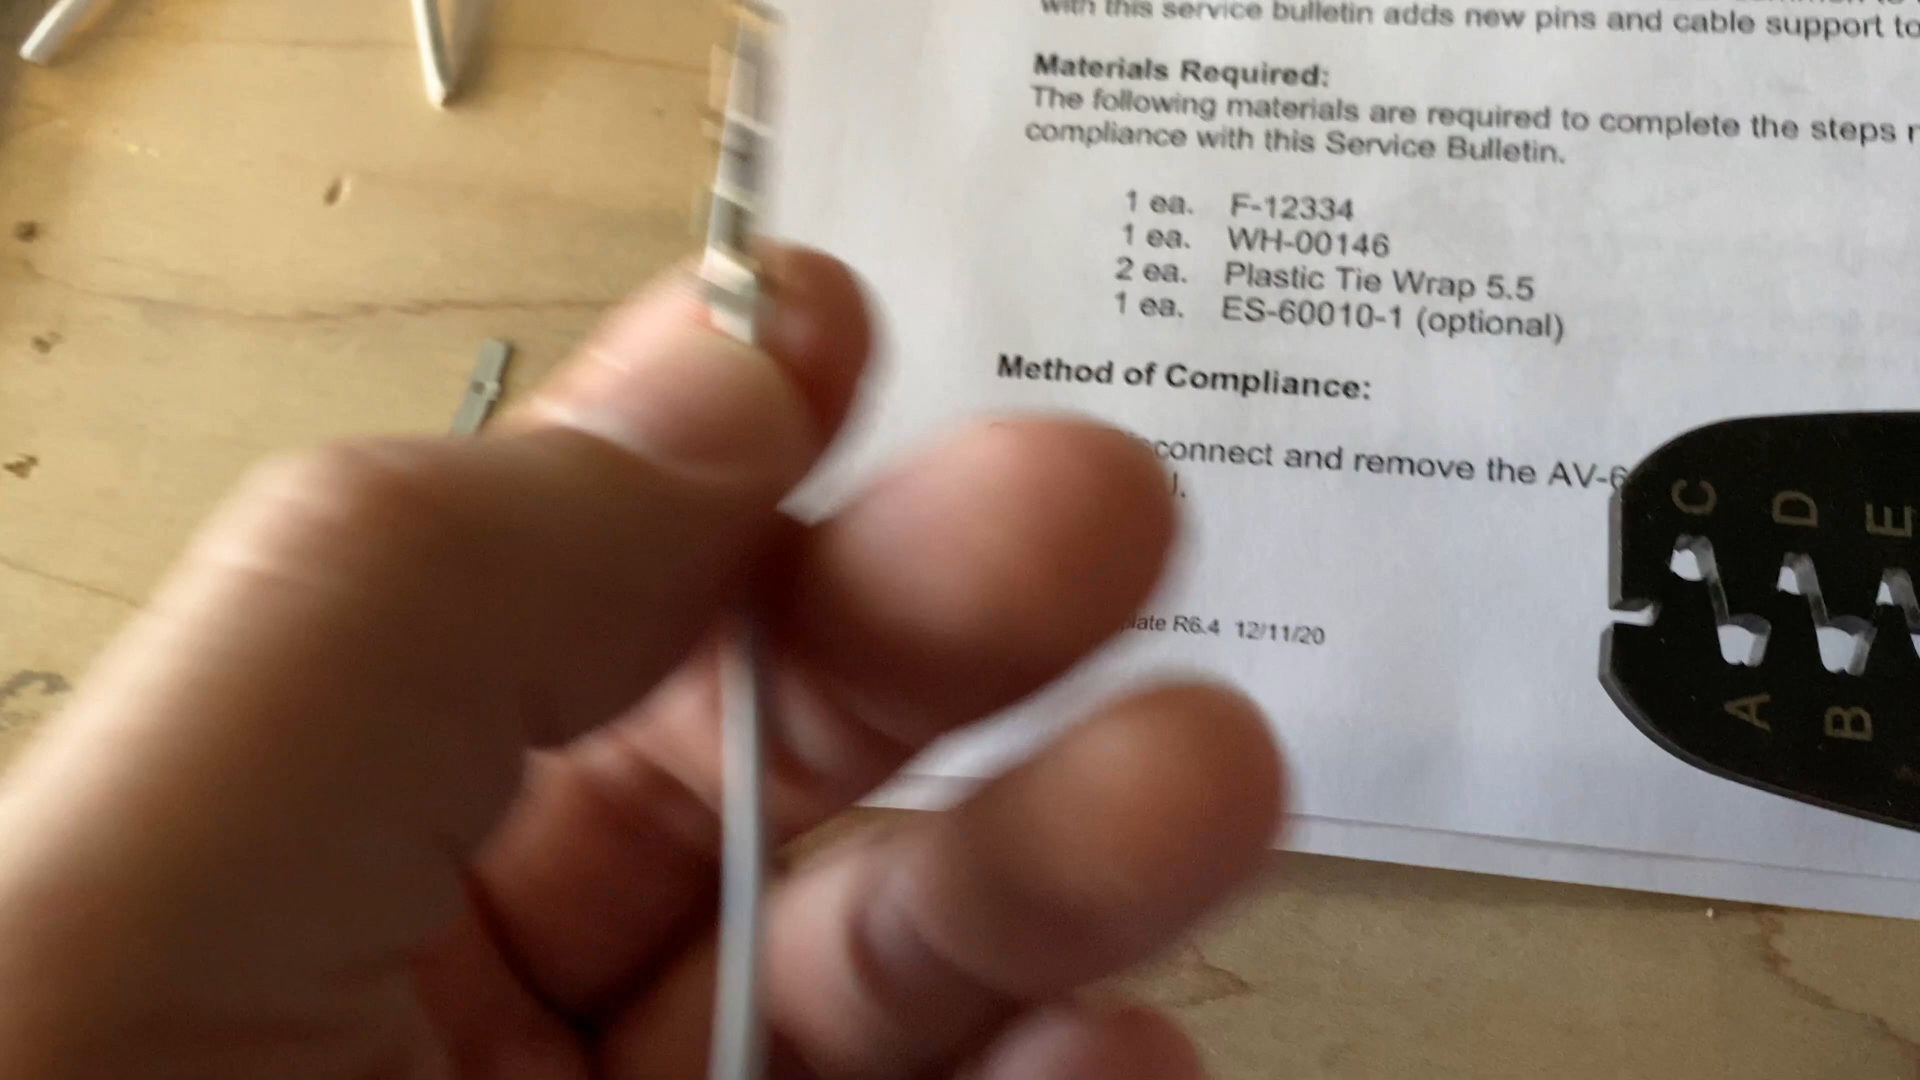 with this service bulletin adds new pins and cable support to
Materials Required:
The following materials are required to complete the steps
compliance with this Service Bulletin.
1 ea. F-12334
1 ea. WH-00146
2 ea. Plastic Tie Wrap 5.5
1 ea. ES-60010-1 (optional)
Method of Compliance:
connect and remove the AV-6
late R6.4 12/11/20
C D E
A B